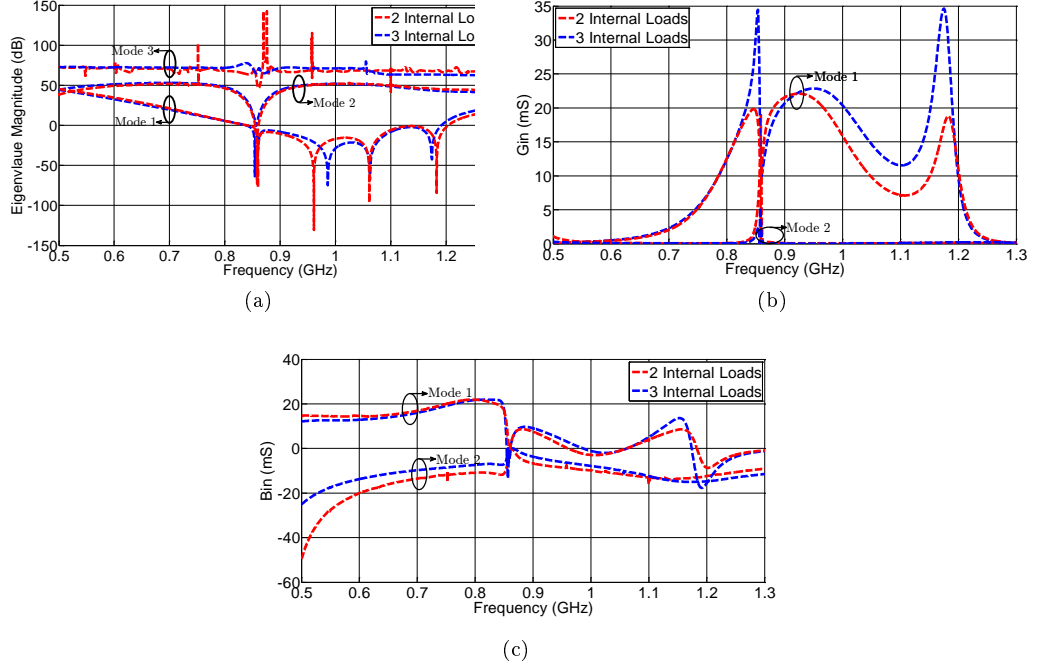 150
100
50
0
-50
-100
-150
Eigenvlaue Magnitude (dB)
2 Internal Lo
3 Internal Lo
Mode 3
Mode 2
Mode 1
0.5 0.6 0.7 0.8 0.9 1 1.1 1.2
Frequency (GHz)
(a)
35
30
25
20
15
10
5
0
Gin (mS)
2 Internal Loads
3 Internal Loads
Mode 1
Mode 2
0.5 0.6 0.7 0.8 0.9 1 1.1 1.2 1.3
Frequency (GHz)
(b)
40
20
0
-20
-40
-60
Bin (mS)
2 Internal Loads
3 Internal Loads
Mode 1
Mode 2
0.5 0.6 0.7 0.8 0.9 1 1.1 1.2 1.3
Frequency (GHz)
(c)